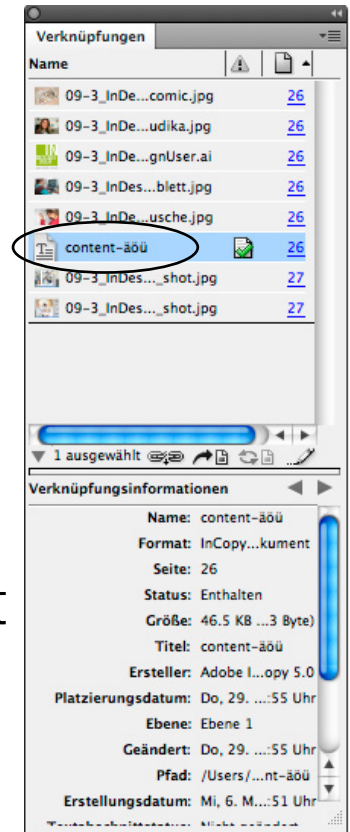 Verknüpfungen
Name
09-3_InDe...comic.jpg 26
09-3_InDe...udika.jpg 26
09-3_InDe...gnUser.ai 26
09-3_InDes...blett.jpg 26
09-3_InDe...usche.jpg 26
content-äöü 26
09-3_InDes..._shot.jpg 27
09-3_InDes..._shot.jpg 27
1 ausgewählt
Verknüpfungsinformationen
Name: content-äöü
Format: InCopy...kument
Seite: 26
Status: Enthalten
t
Größe: 46.5 KB ...3 Byte)
Titel: content-äöü
Ersteller: Adobe I...opy 5.0
Platzierungsdatum: Do, 29. ...:55 Uhr
Ebene: Ebene 1
Geändert: Do, 29. ...:55 Uhr
Pfad: /Users/...nt-äöü
Erstellungsdatum: Mi, 6. M...:51 Uhr